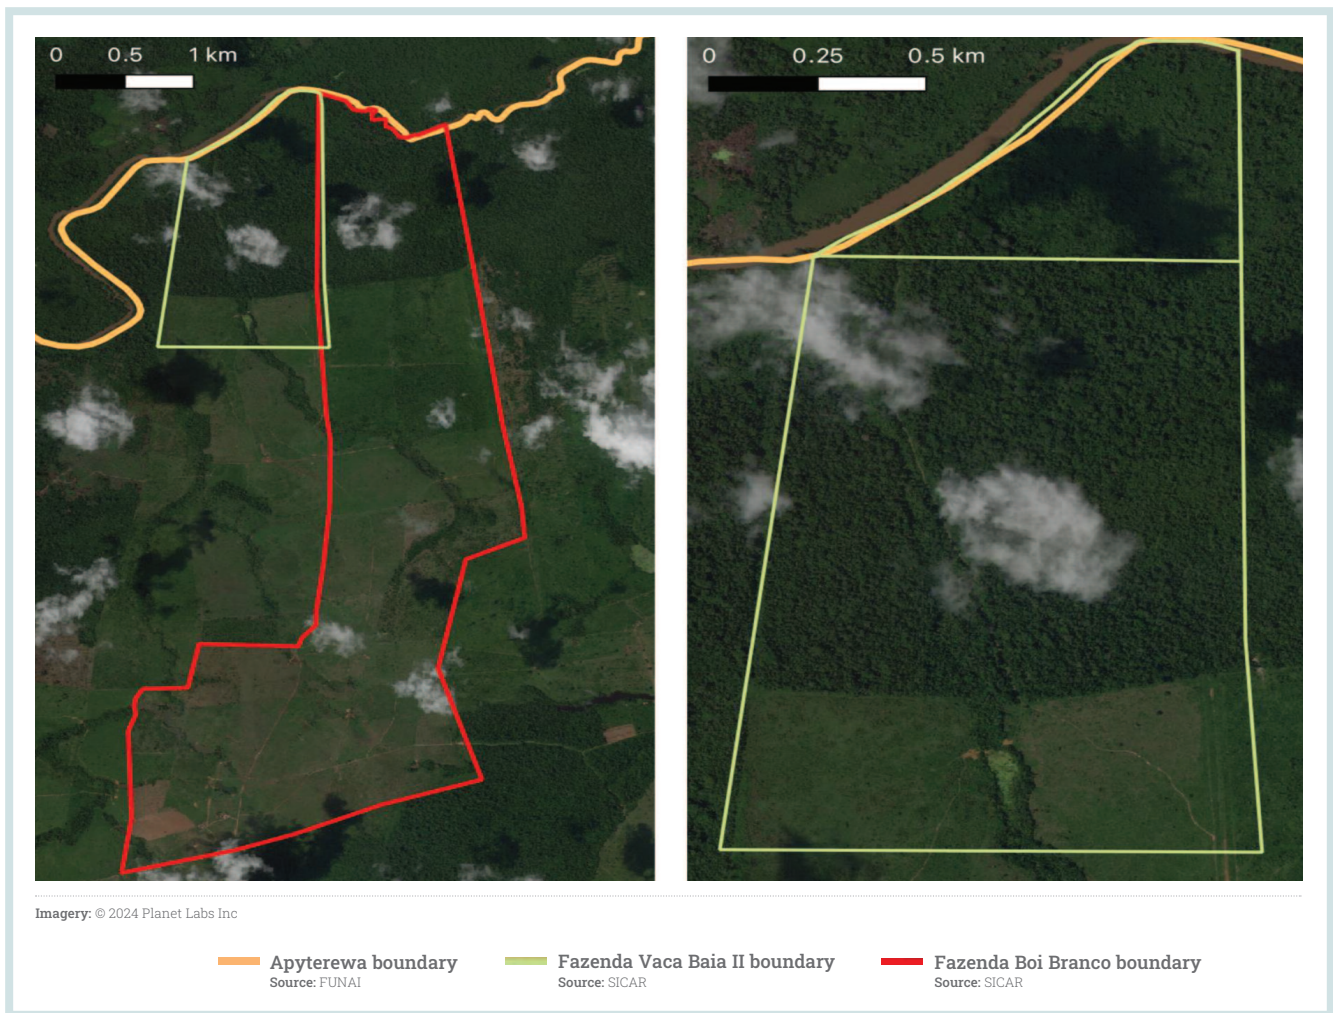 0 0.5 1 km
0 0.25 0.5 km
Imagery: © 2024 Planet Labs Inc
Apyterewa boundary
Source: FUNAI
Fazenda Vaca Baia II boundary
Source: SICAR
Fazenda Boi Branco boundary
Source: SICAR